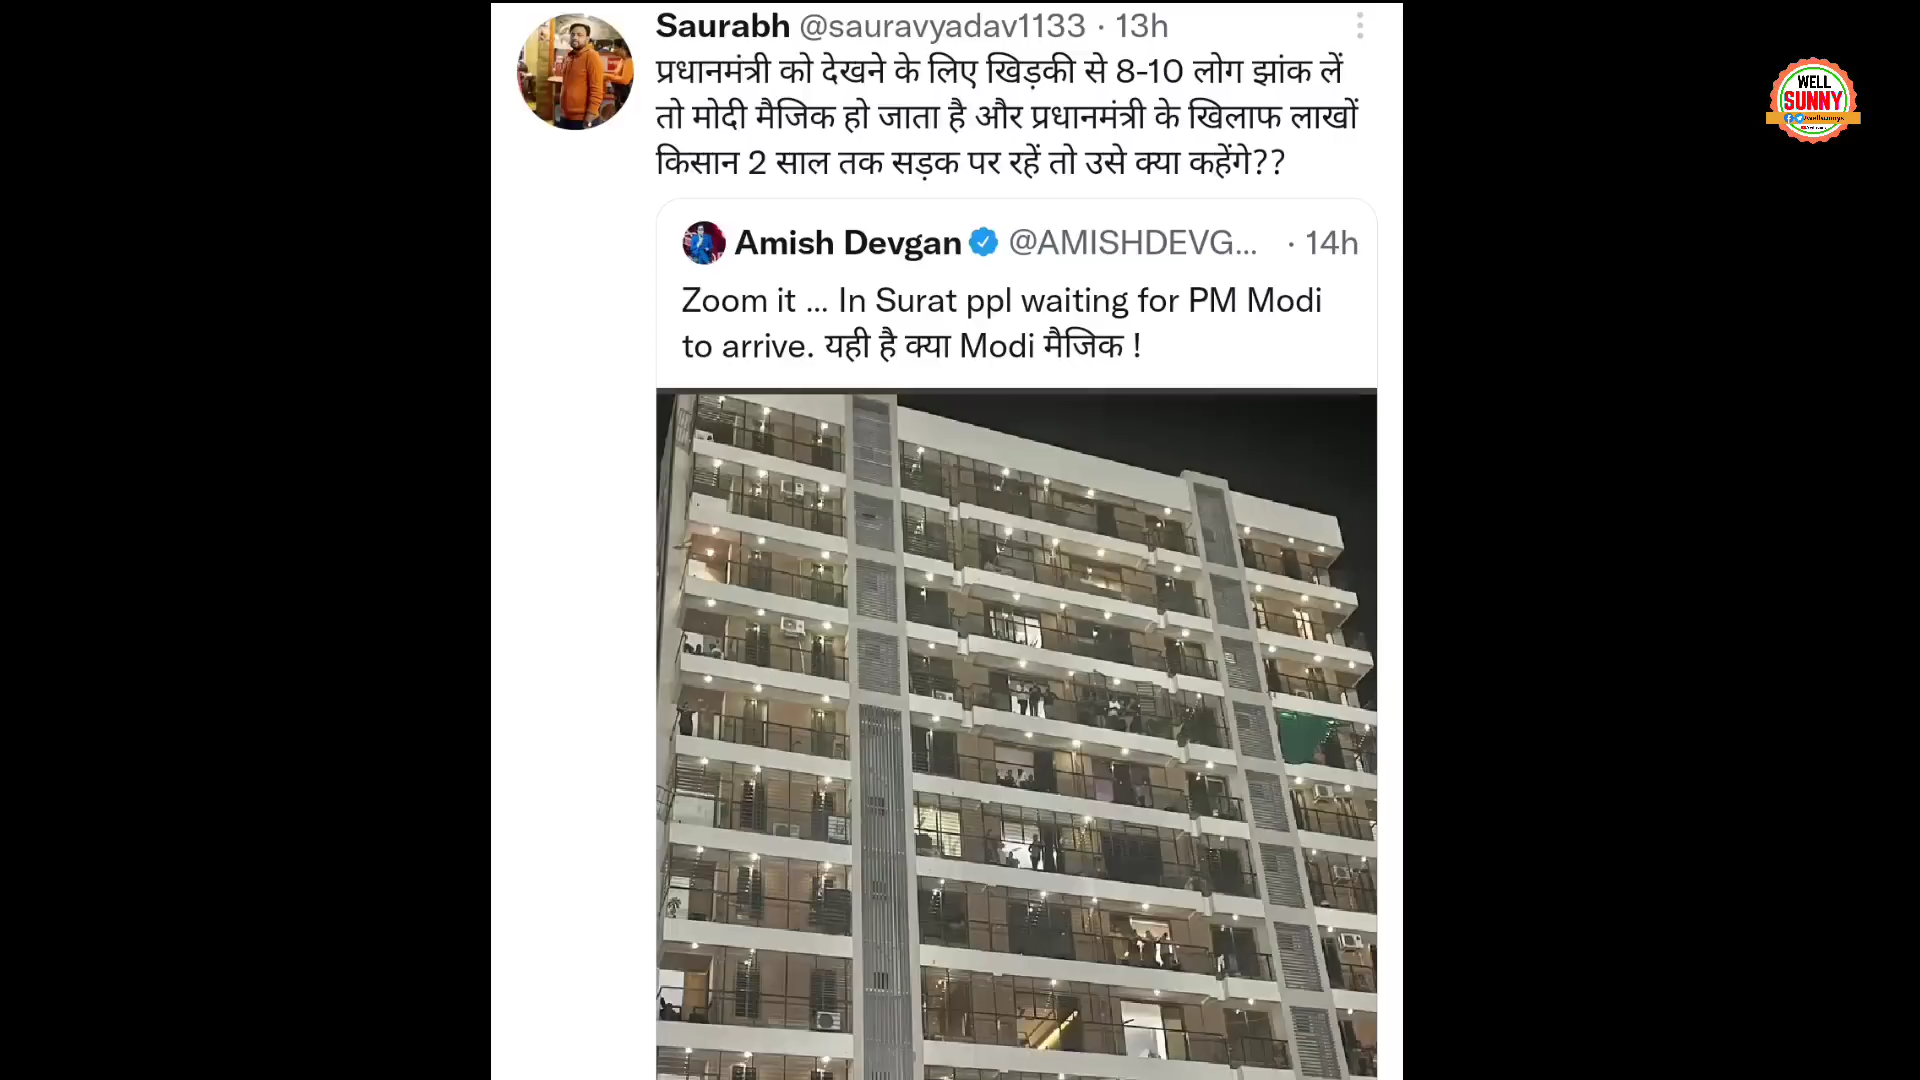 Saurabh @sauravyadav1133 · 13h
प्रधानमंत्री को देखने के लिए खिड़की से 8-10 लोग झांक लें
तो मोदी मैजिक हो जाता है और प्रधानमंत्री के खिलाफ लाखों
किसान 2 साल तक सड़क पर रहें तो उसे क्या कहेंगे??
Amish Devgan @AMISHDEVG... · 14h
Zoom it ... In Surat ppl waiting for PM Modi
to arrive. यही है क्या Modi मैजिक !
WELL
SUNNY